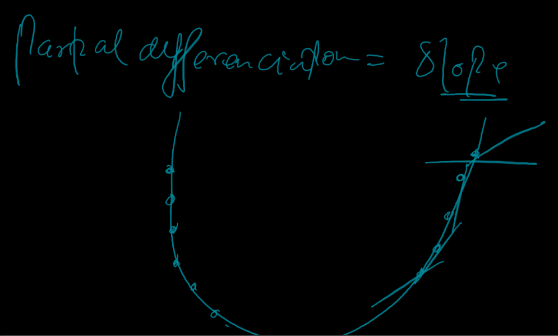 Partial differenciation = Slope